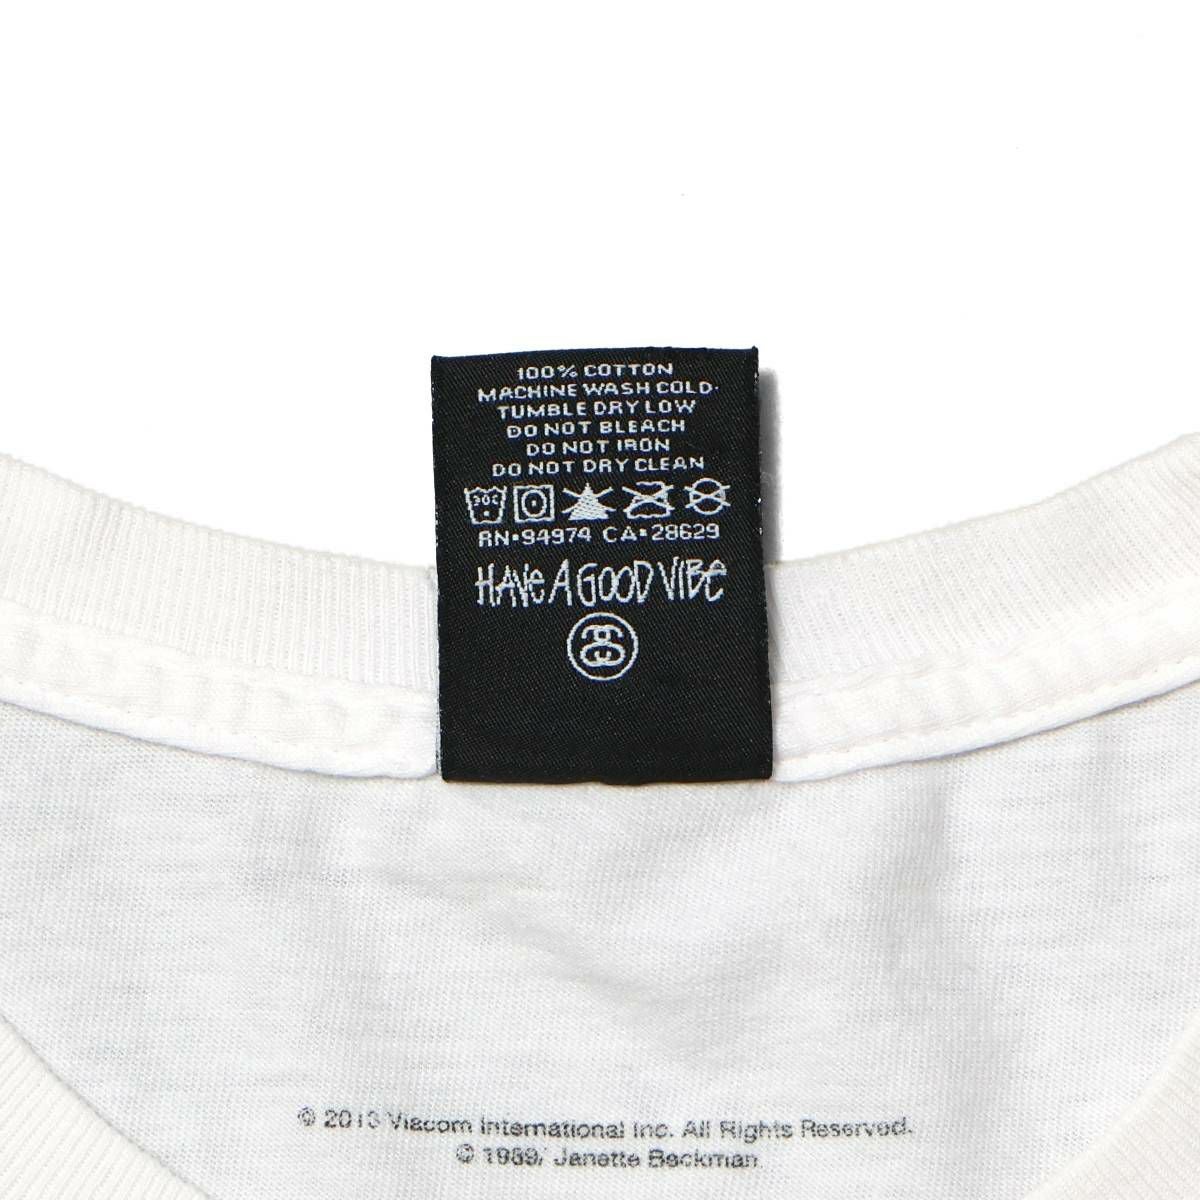 100% COTTON
MACHINE WASH COLD
TUMBLE DRY LOW
DO NOT BLEACH
DO NOT IRON
DO NOT DRY CLEAN
30C
RN•94974 CA•28629
HAVE A GOOD VIBE
© 2013 Viacom International Inc. All Rights Reserved.
© 1989/ Janette Beckman